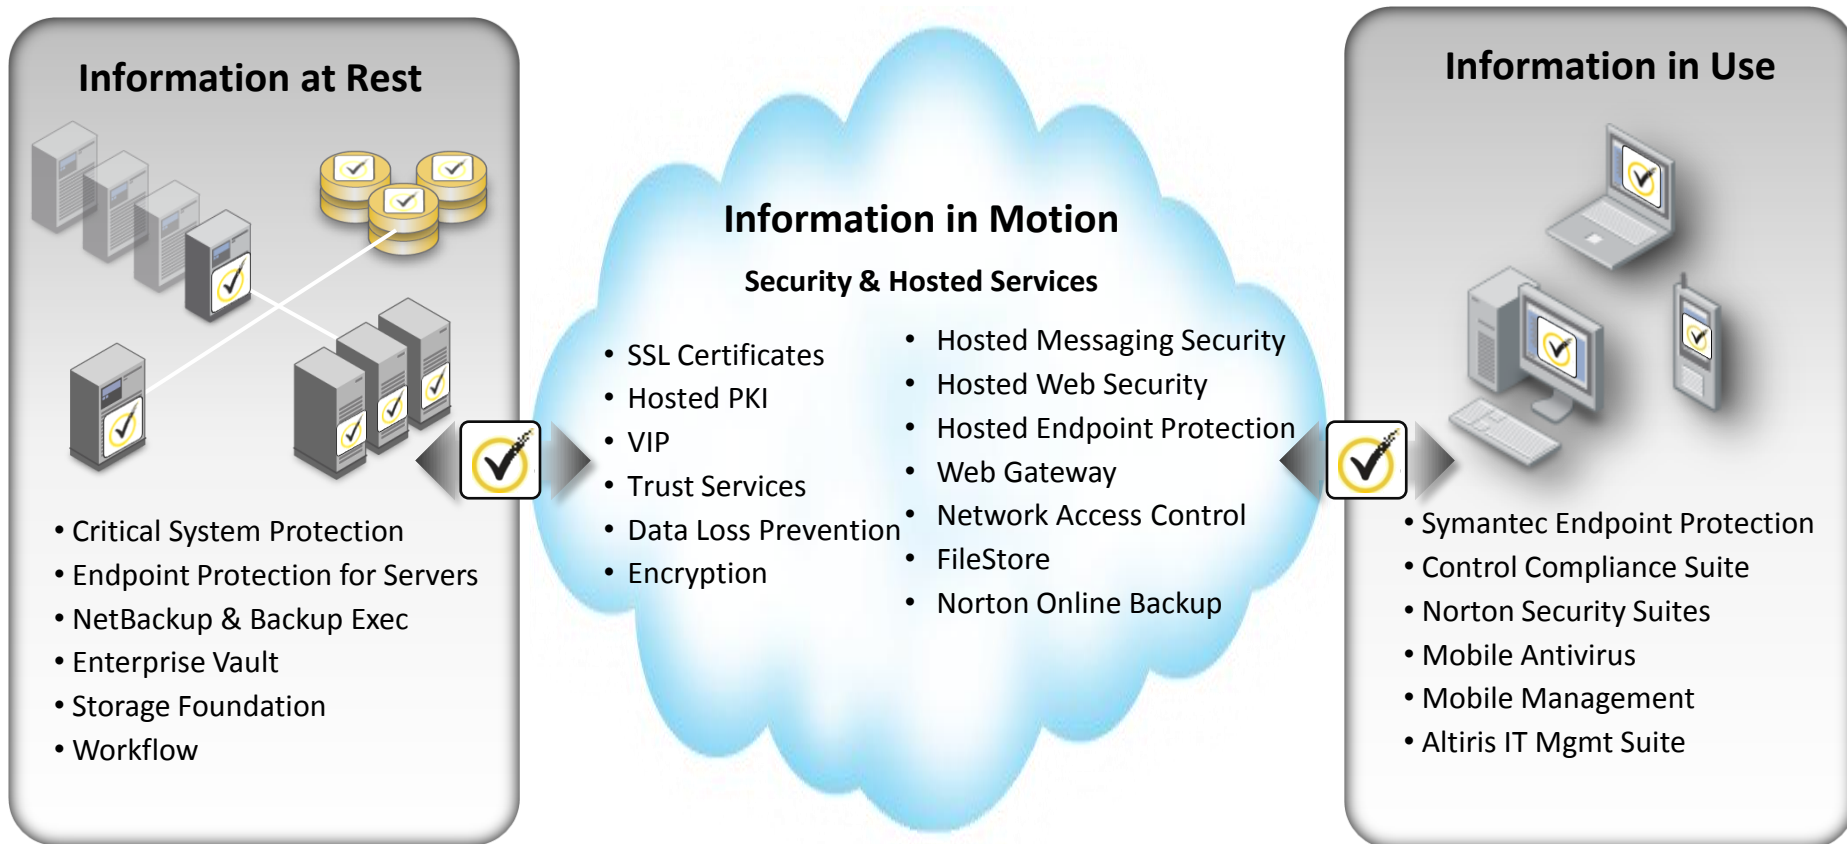 Information at Rest
• Critical System Protection
• Endpoint Protection for Servers
• NetBackup & Backup Exec
• Enterprise Vault
• Storage Foundation
• Workflow
Information in Motion
Security & Hosted Services
• SSL Certificates
• Hosted PKI
• VIP
• Trust Services
• Data Loss Prevention
• Encryption
• Hosted Messaging Security
• Hosted Web Security
• Hosted Endpoint Protection
• Web Gateway
• Network Access Control
• FileStore
• Norton Online Backup
Information in Use
• Symantec Endpoint Protection
• Control Compliance Suite
• Norton Security Suites
• Mobile Antivirus
• Mobile Management
• Altiris IT Mgmt Suite